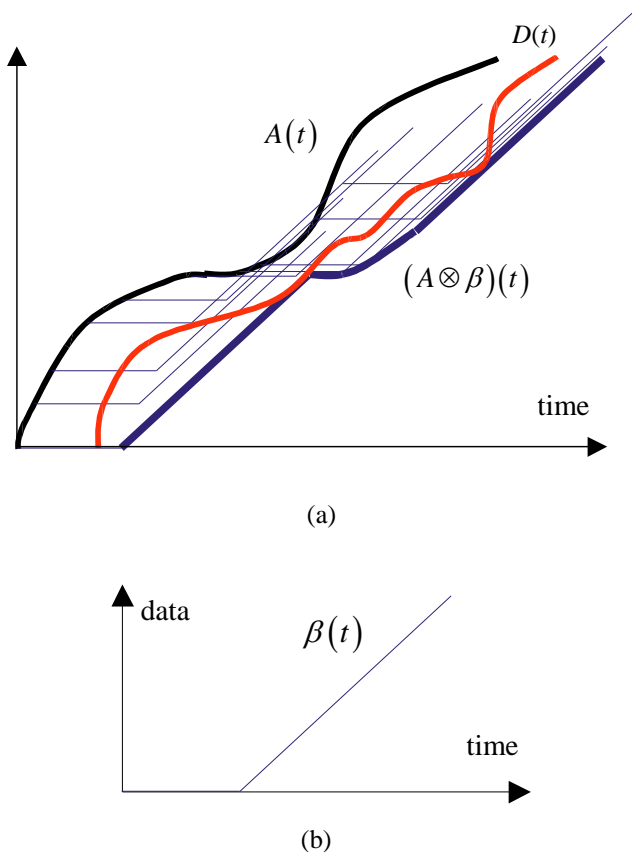 D(t)
A(t)
(A ⊗ β)(t)
time
(a)
data
β(t)
time
(b)